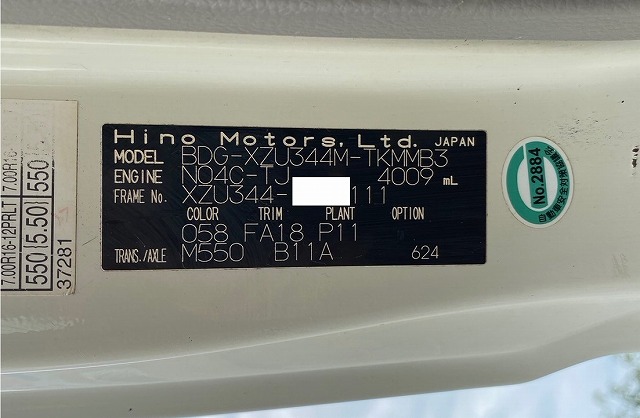 Hino Motors, Ltd. JAPAN
MODEL BDG-XZU344M-TKMMB3
ENGINE N04C-TJ 4009 mL
FRAME No. XZU344- 111
COLOR TRIM PLANT OPTION
058 FA18 P11
TRANS./AXLE M550 B11A 624
7.00R16-12PRLT 7.00R16-
550 5.50 550
37281
No.2884